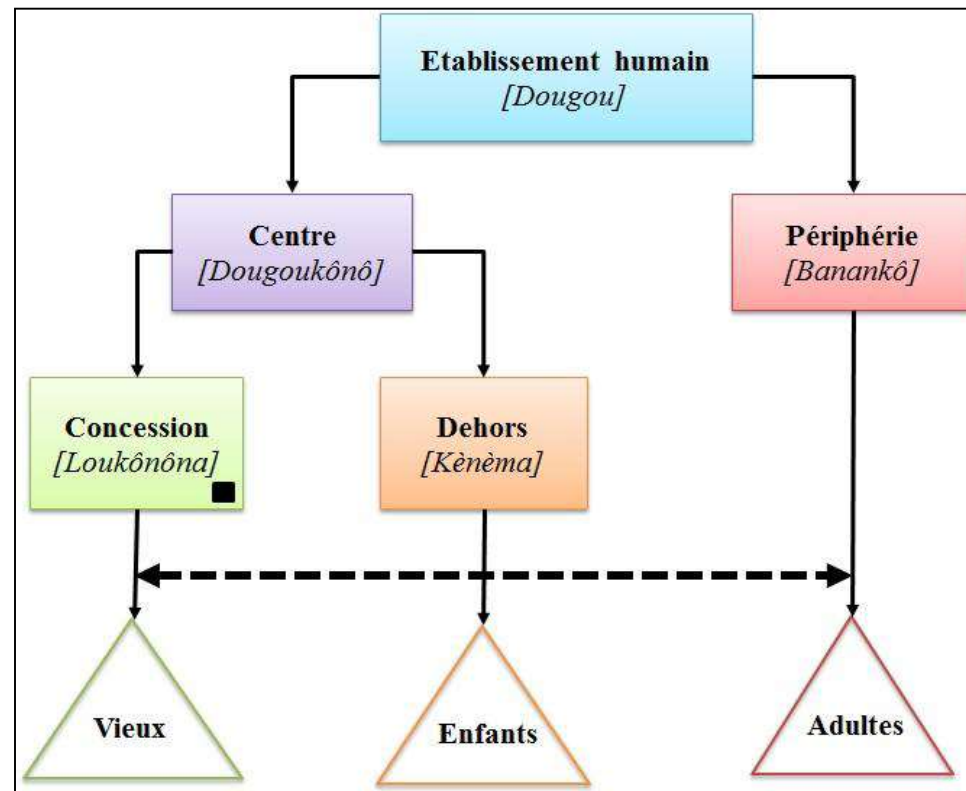 Etablissement humain
[Dougou]
Centre
[Dougoukônô]
Périphérie
[Banankô]
Concession
[Loukônôna]
Dehors
[Kènèma]
Vieux
Enfants
Adultes